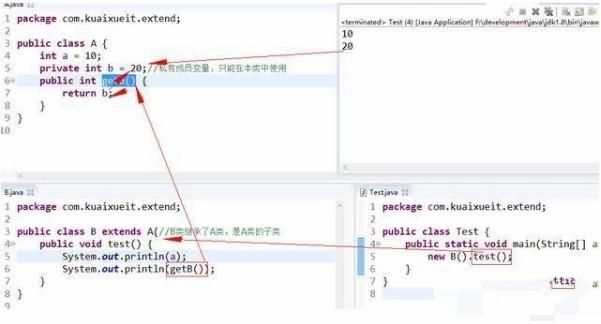 A.java
1
2 package com.kuaixueit.extend;
3 public class A {
4 int a = 10;
5 private int b = 20;//私有成员变量，只能在本类中使用
6 public int getB() {
7 return b;
8 }
9 }
10
<terminated> Test (4) [Java Application] F:\development\java\jdk1.8\bin\javaw
10
20
B.java
1 package com.kuaixueit.extend;
2
3 public class B extends A{//B类继承了A类，是A类的子类
4 public void test() {
5 System.out.println(a);
6 System.out.println(getB());
7 }
8 }
Test.java
1 package com.kuaixueit.extend;
2
3 public class Test {
4 public static void main(String[] a
5 new B().test();
6 }
7 }
8